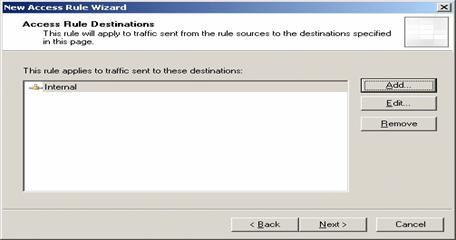 New Access Rule Wizard
Access Rule Destinations
This rule will apply to traffic sent from the rule sources to the destinations specified
in this page.
This rule applies to traffic sent to these destinations:
Internal
Add...
Edit...
Remove
< Back
Next >
Cancel